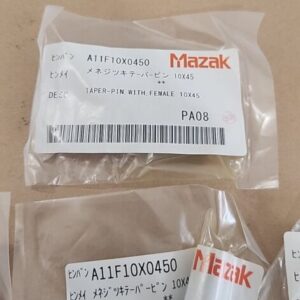 ヒンバン A11F10X0450 Mazak
ヒンメイ メネジツキテーパーピン 10X45
**
DESC TAPER-PIN WITH FEMALE 10X45
PA08
ヒンバン A11F10X0450 Mazak
ヒンメイ メネジツキテーパーピン 10X4
**